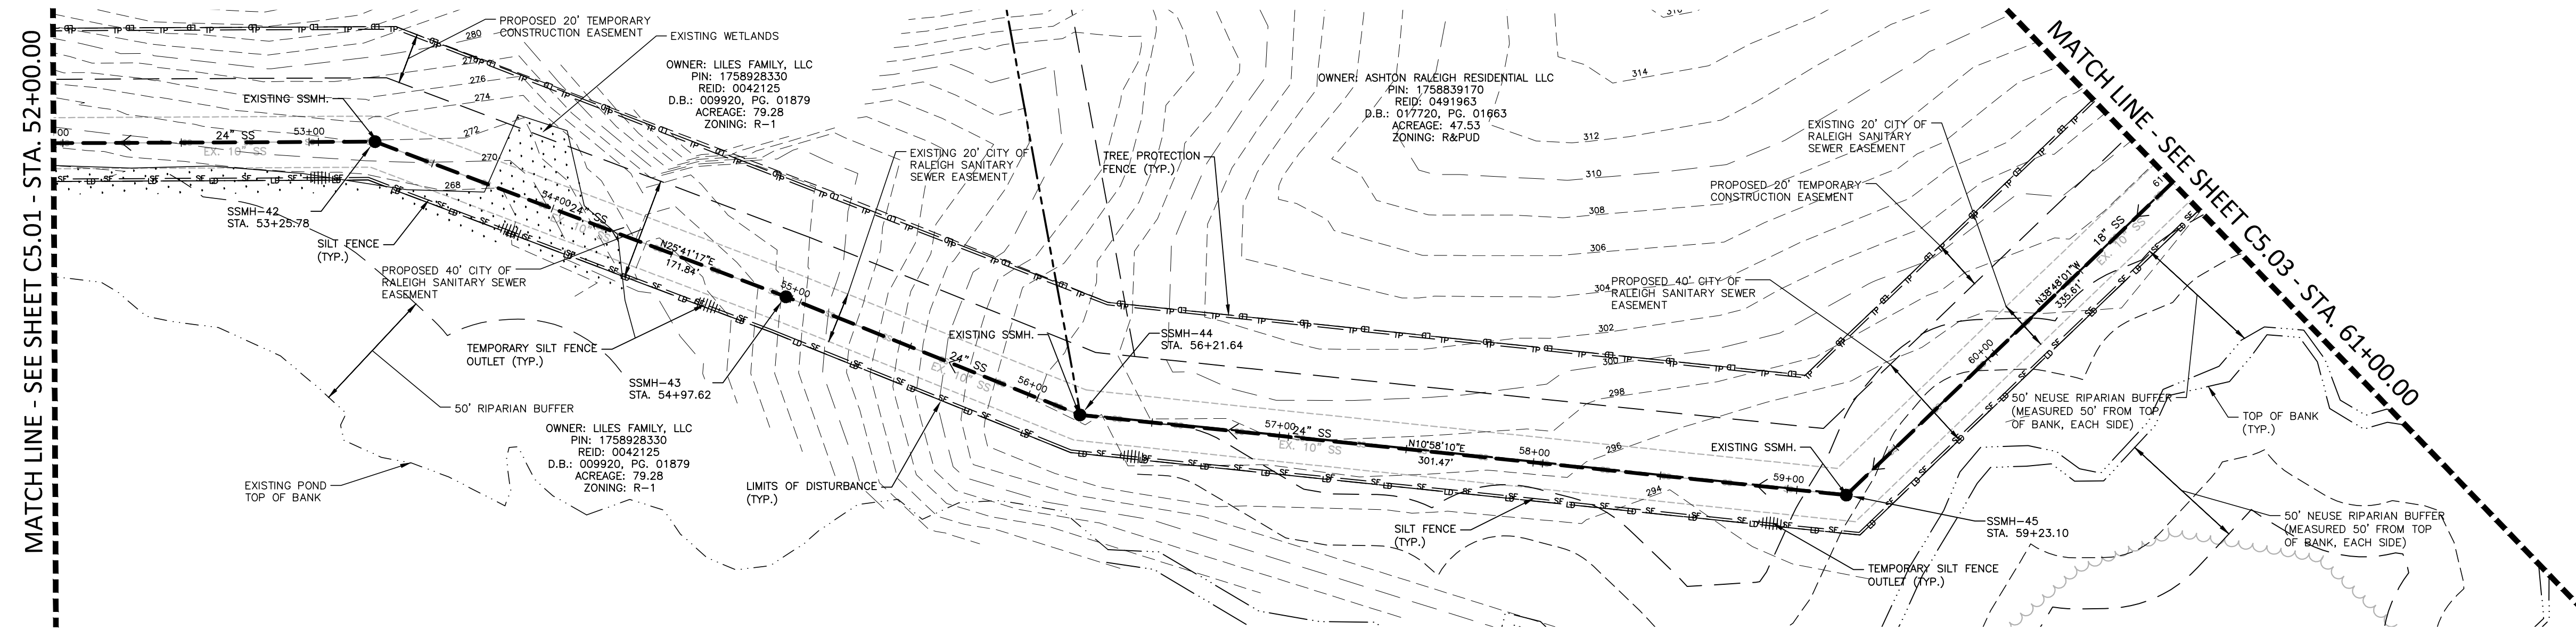 MATCH LINE - SEE SHEET C5.01 - STA. 52+00.00
PROPOSED 20' TEMPORARY
CONSTRUCTION EASEMENT
EXISTING WETLANDS
OWNER: LILES FAMILY, LLC
PIN: 1758928330
REID: 0042125
D.B.: 009920, PG. 01879
ACREAGE: 79.28
ZONING: R-1
280
278
276
274
272
270
268
EXISTING SSMH.
00
24" SS
EX. 10" SS
53+00
SSMH-42
STA. 53+25.78
SILT FENCE
(TYP.)
PROPOSED 40' CITY OF
RALEIGH SANITARY SEWER
EASEMENT
54+00
24" SS
EX. 10" SS
N25°41'17"E
171.84'
55+00
TEMPORARY SILT FENCE
OUTLET (TYP.)
SSMH-43
STA. 54+97.62
50' RIPARIAN BUFFER
OWNER: LILES FAMILY, LLC
PIN: 1758928330
REID: 0042125
D.B.: 009920, PG. 01879
ACREAGE: 79.28
ZONING: R-1
EXISTING POND
TOP OF BANK
LIMITS OF DISTURBANCE
(TYP.)
EXISTING 20' CITY OF
RALEIGH SANITARY
SEWER EASEMENT
EXISTING SSMH.
24" SS
EX. 10" SS
56+00
TREE PROTECTION
FENCE (TYP.)
SSMH-44
STA. 56+21.64
OWNER: ASHTON RALEIGH RESIDENTIAL LLC
PIN: 1758839170
REID: 0491963
D.B.: 017720, PG. 01663
ACREAGE: 47.53
ZONING: R&PUD
314
312
310
308
306
304
302
300
298
296
294
57+00
24" SS
EX. 10" SS
N10°58'10"E
301.47'
58+00
59+00
SILT FENCE
(TYP.)
EXISTING SSMH.
PROPOSED 40' CITY OF
RALEIGH SANITARY SEWER
EASEMENT
PROPOSED 20' TEMPORARY
CONSTRUCTION EASEMENT
EXISTING 20' CITY OF
RALEIGH SANITARY
SEWER EASEMENT
60+00
N38°48'01"W
335.61'
18" SS
EX. 10" SS
61
MATCH LINE - SEE SHEET C5.03 - STA. 61+00.00
50' NEUSE RIPARIAN BUFFER
(MEASURED 50' FROM TOP
OF BANK, EACH SIDE)
TOP OF BANK
(TYP.)
50' NEUSE RIPARIAN BUFFER
(MEASURED 50' FROM TOP
OF BANK, EACH SIDE)
SSMH-45
STA. 59+23.10
TEMPORARY SILT FENCE
OUTLET (TYP.)